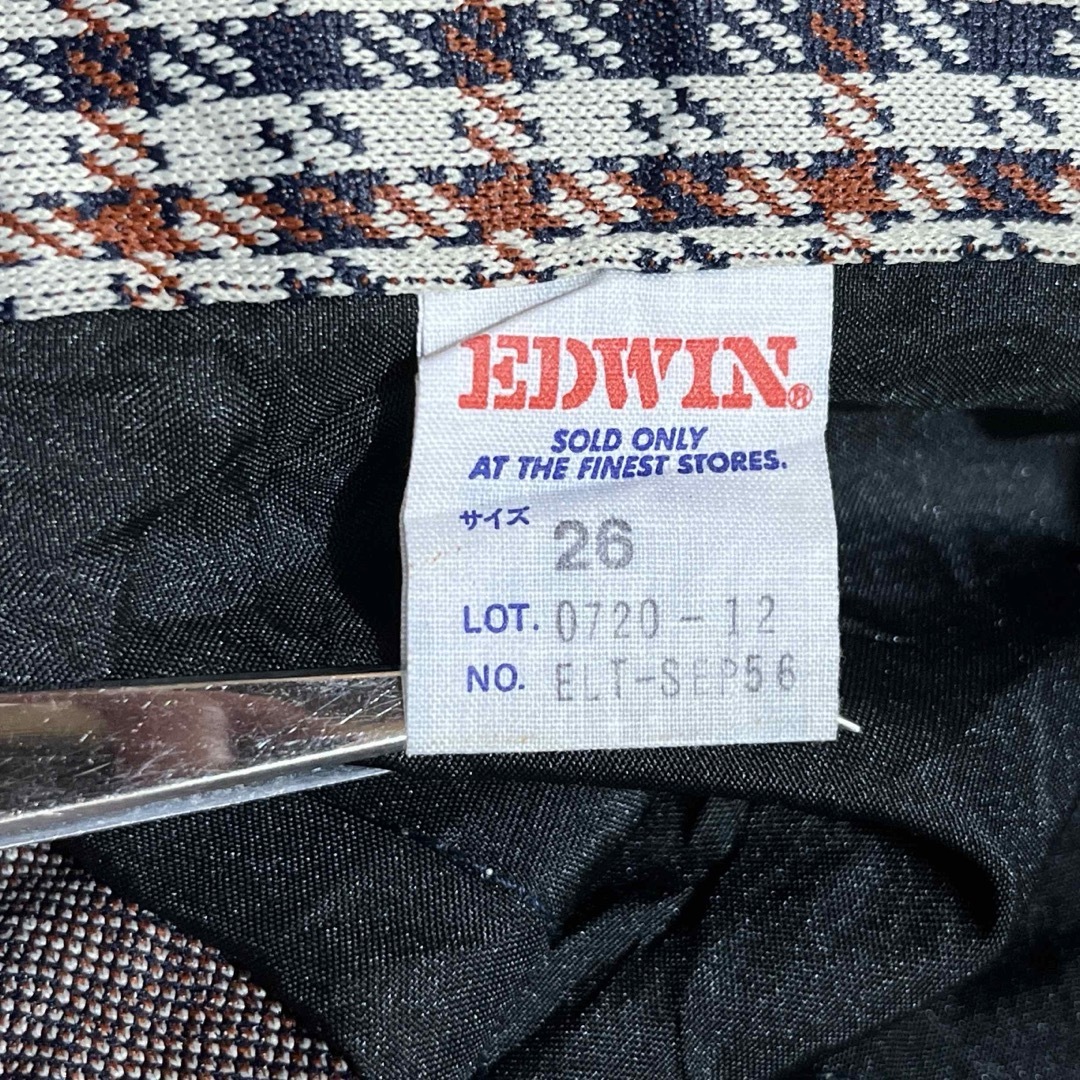 EDWIN®
SOLD ONLY
AT THE FINEST STORES.
サイズ 26
LOT. 0720-12
NO. ELT-SEP56